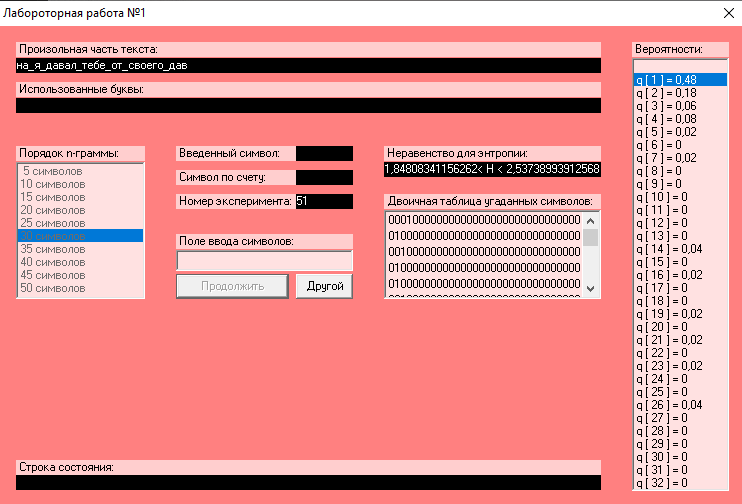 Лабороторная работа №1
Произольная часть текста:
на_я_давал_тебе_от_своего_дав
Использованные буквы:
Порядок n-граммы:
5 символов
10 символов
15 символов
20 символов
25 символов
35 символов
40 символов
45 символов
50 символов
Введенный символ:
Символ по счету:
Номер эксперимента: 51
Поле ввода символов:
Продолжить
Другой
Неравенство для энтропии:
1,84808341156262< H < 2,53738993912568
Двоичная таблица угаданных символов:
Строка состояния:
Вероятности:
q [ 1 ] = 0,48
q [ 2 ] = 0,18
q [ 3 ] = 0,06
q [ 4 ] = 0,08
q [ 5 ] = 0,02
q [ 6 ] = 0
q [ 7 ] = 0,02
q [ 8 ] = 0
q [ 9 ] = 0
q [ 10 ] = 0
q [ 11 ] = 0
q [ 12 ] = 0
q [ 13 ] = 0
q [ 14 ] = 0,04
q [ 15 ] = 0
q [ 16 ] = 0,02
q [ 17 ] = 0
q [ 18 ] = 0
q [ 19 ] = 0,02
q [ 20 ] = 0
q [ 21 ] = 0,02
q [ 22 ] = 0
q [ 23 ] = 0,02
q [ 24 ] = 0
q [ 25 ] = 0
q [ 26 ] = 0,04
q [ 27 ] = 0
q [ 28 ] = 0
q [ 29 ] = 0
q [ 30 ] = 0
q [ 31 ] = 0
q [ 32 ] = 0